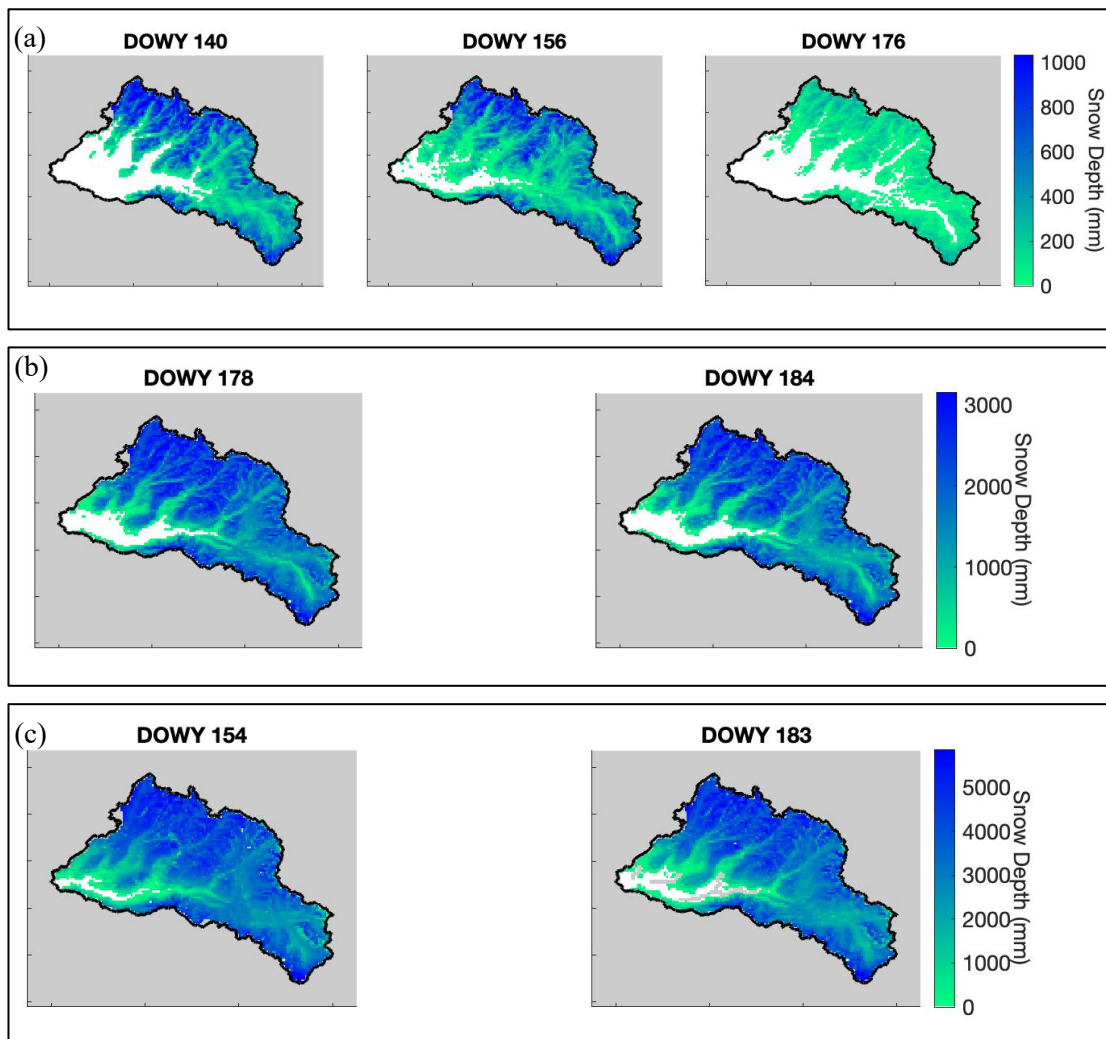 (a)
DOWY 140
DOWY 156
DOWY 176
1000
800
600
400
200
0
Snow Depth (mm)
(b)
DOWY 178
DOWY 184
3000
2000
1000
0
Snow Depth (mm)
(c)
DOWY 154
DOWY 183
5000
4000
3000
2000
1000
0
Snow Depth (mm)